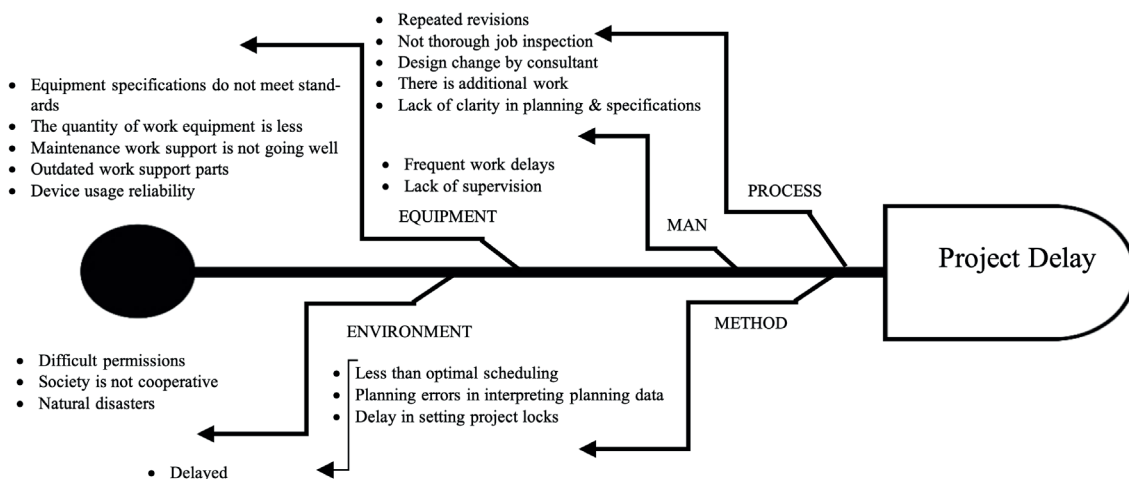 • Repeated revisions
• Not thorough job inspection
• Design change by consultant
• There is additional work
• Lack of clarity in planning & specifications
• Equipment specifications do not meet stand-
ards
• The quantity of work equipment is less
• Maintenance work support is not going well
• Outdated work support parts
• Device usage reliability
• Frequent work delays
• Lack of supervision
EQUIPMENT
MAN
PROCESS
Project Delay
ENVIRONMENT
METHOD
• Difficult permissions
• Society is not cooperative
• Natural disasters
• Less than optimal scheduling
• Planning errors in interpreting planning data
• Delay in setting project locks
• Delayed